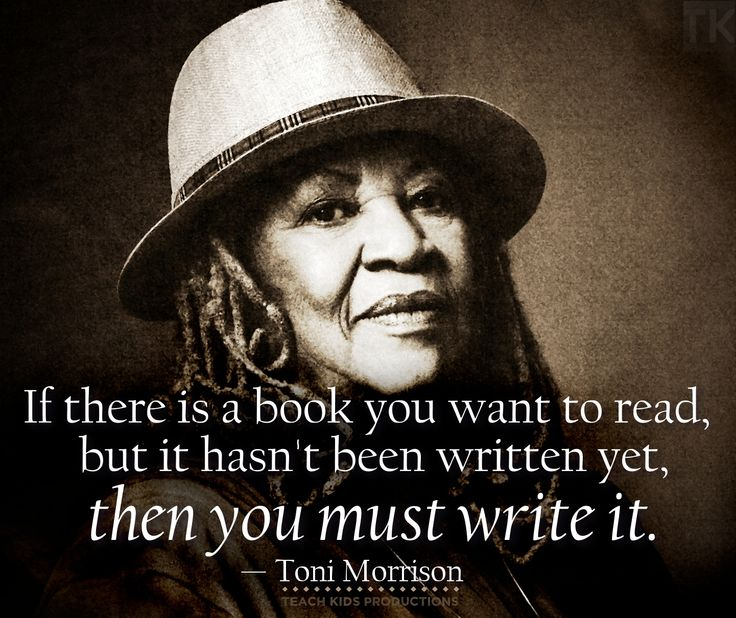 TK
If there is a book you want to read,
but it hasn't been written yet,
then you must write it.
— Toni Morrison
TEACH KIDS PRODUCTIONS